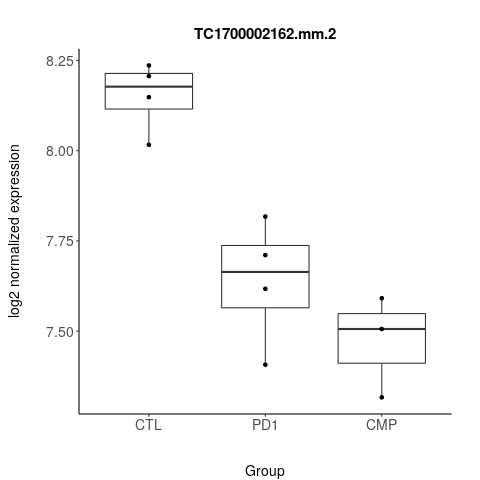 TC1700002162.mm.2
log2 normalized expression
8.25
8.00
7.75
7.50
CTL PD1 CMP
Group